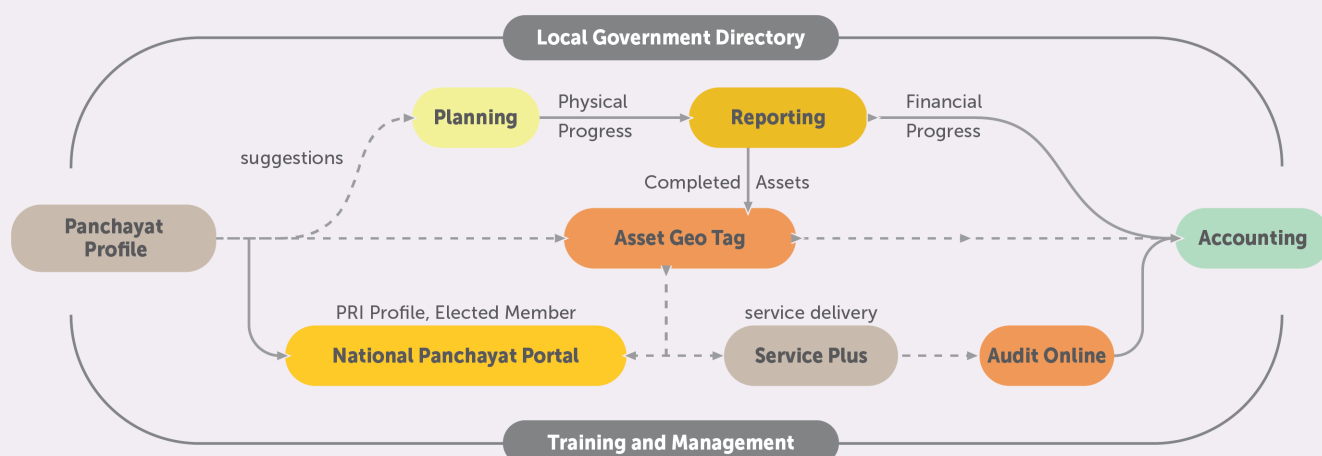 Local Government Directory
Planning
Physical
Progress
Reporting
Financial
Progress
suggestions
Completed
Assets
Panchayat
Profile
Asset Geo Tag
Accounting
PRI Profile, Elected Member
service delivery
National Panchayat Portal
Service Plus
Audit Online
Training and Management